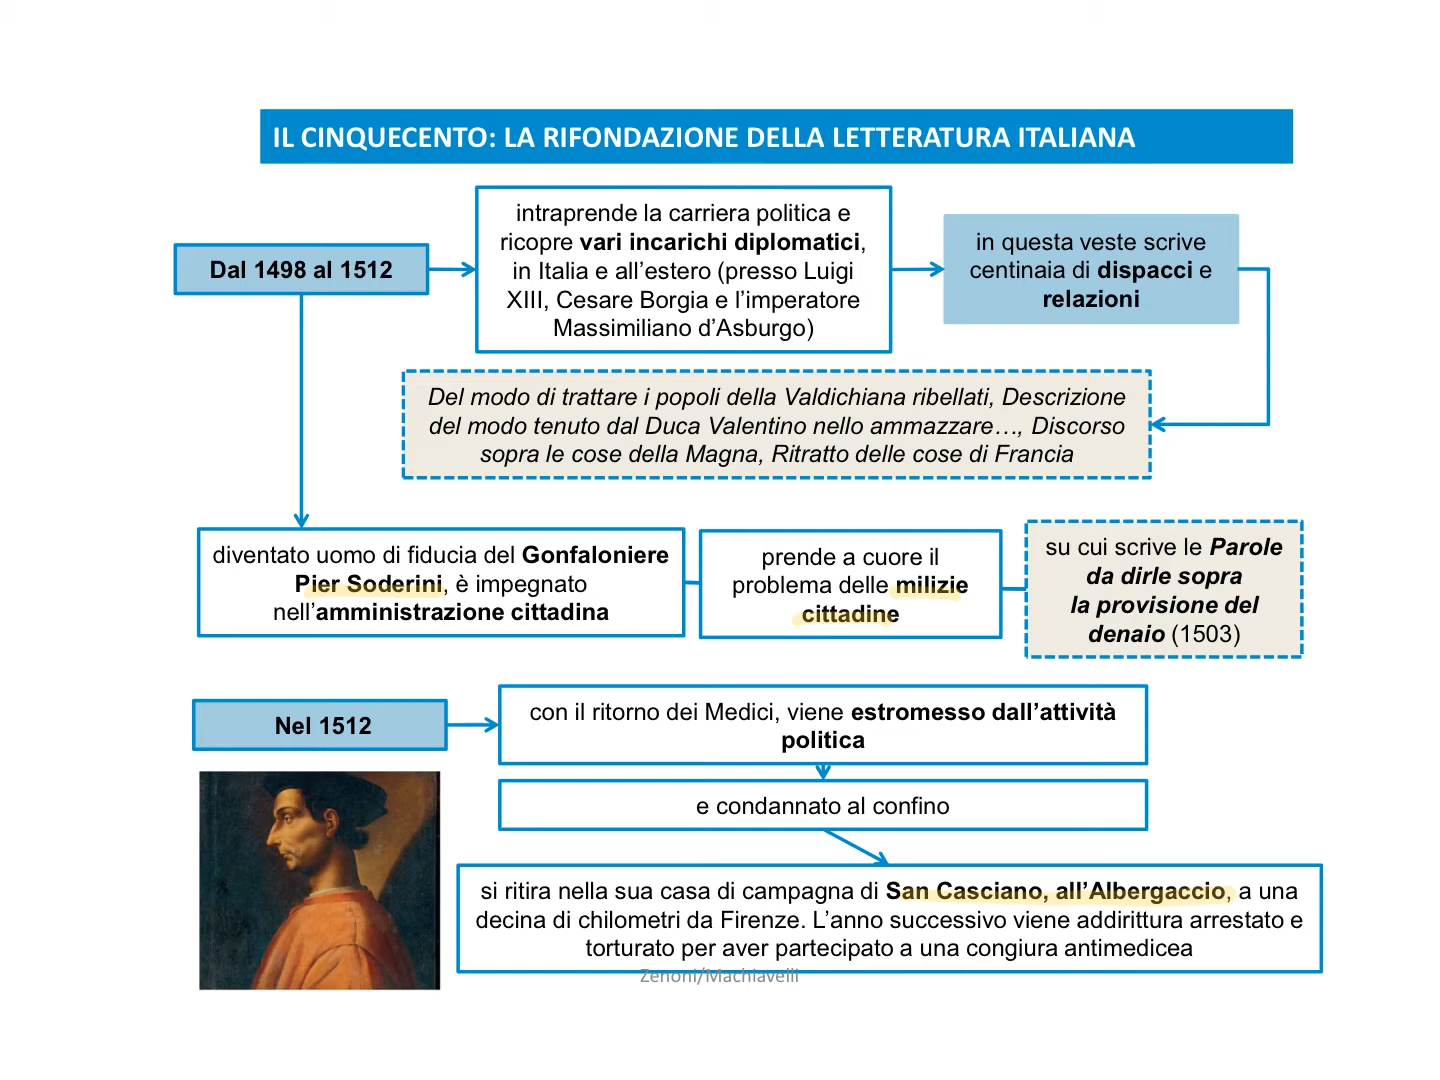 IL CINQUECENTO: LA RIFONDAZIONE DELLA LETTERATURA ITALIANA
Dal 1498 al 1512
intraprende la carriera politica e
ricopre vari incarichi diplomatici,
in Italia e all’estero (presso Luigi
XIII, Cesare Borgia e l’imperatore
Massimiliano d’Asburgo)
in questa veste scrive
centinaia di dispacci e
relazioni
Del modo di trattare i popoli della Valdichiana ribellati, Descrizione
del modo tenuto dal Duca Valentino nello ammazzare…, Discorso
sopra le cose della Magna, Ritratto delle cose di Francia
diventato uomo di fiducia del Gonfaloniere
Pier Soderini, è impegnato
nell’amministrazione cittadina
prende a cuore il
problema delle milizie
cittadine
su cui scrive le Parole
da dirle sopra
la provisione del
denaio (1503)
Nel 1512
con il ritorno dei Medici, viene estromesso dall’attività
politica
e condannato al confino
si ritira nella sua casa di campagna di San Casciano, all’Albergaccio, a una
decina di chilometri da Firenze. L’anno successivo viene addirittura arrestato e
torturato per aver partecipato a una congiura antimedicea
Zenoni/Machiavelli